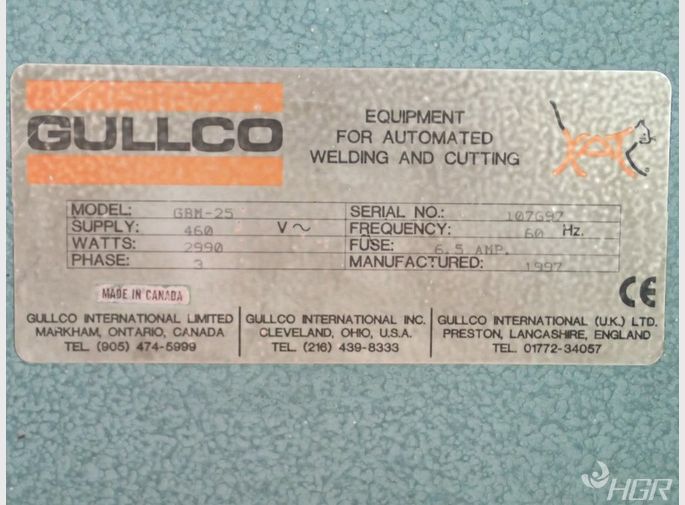 GULLCO
EQUIPMENT
FOR AUTOMATED
WELDING AND CUTTING
MODEL: GBM-25 SERIAL NO.: 107G97
SUPPLY: 460 V ~ FREQUENCY: 60 Hz.
WATTS: 2990 FUSE: 6.5 AMP.
PHASE: 3 MANUFACTURED: 1997
MADE IN CANADA
CE
GULLCO INTERNATIONAL LIMITED
MARKHAM, ONTARIO, CANADA
TEL. (905) 474-5999
GULLCO INTERNATIONAL INC.
CLEVELAND, OHIO, U.S.A.
TEL. (216) 439-8333
GULLCO INTERNATIONAL (U.K.) LTD.
PRESTON, LANCASHIRE, ENGLAND
TEL. 01772-34057
HGR